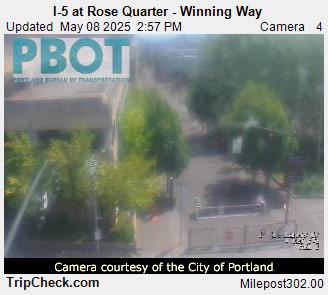 I-5 at Rose Quarter - Winning Way
Updated May 08 2025 2:57 PM Camera 4
PBOT
PORTLAND BUREAU OF TRANSPORTATION
Camera courtesy of the City of Portland
TripCheck.com Milepost302.00